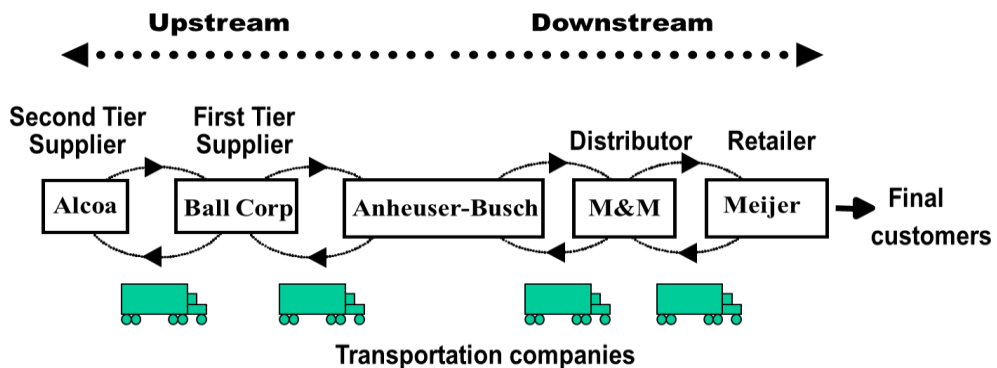 Upstream
Downstream
Second Tier
Supplier
First Tier
Supplier
Distributor
Retailer
Alcoa
Ball Corp
Anheuser-Busch
M&M
Meijer
Final
customers
Transportation companies